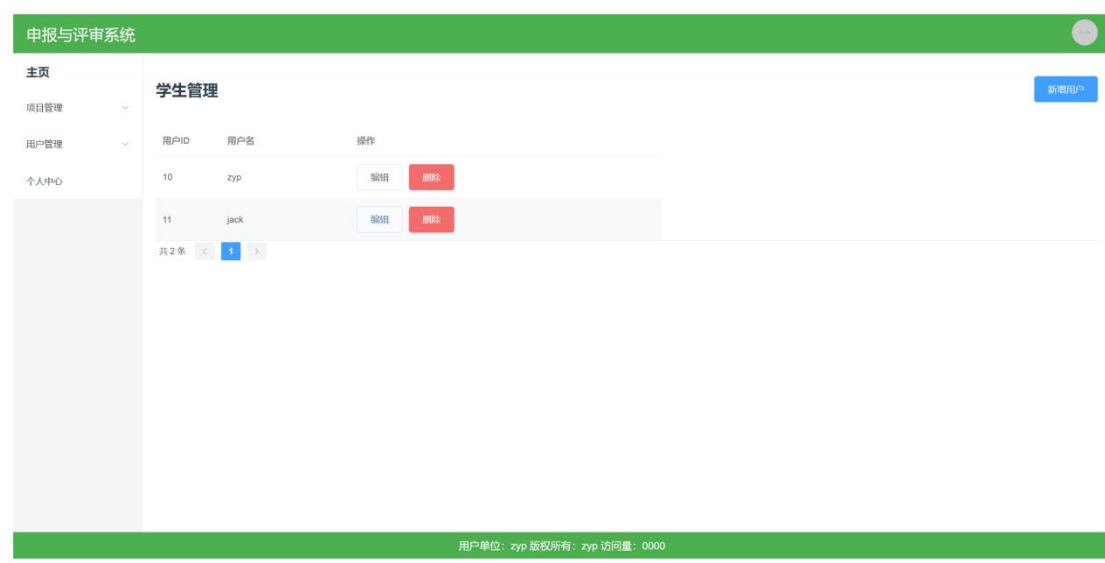 申报与评审系统
主页
项目管理
用户管理
个人中心
学生管理
新增用户
用户ID 用户名 操作
10 zyp 编辑 删除
11 jack 编辑 删除
共 2 条 1
用户单位：zyp 版权所有：zyp 访问量：0000